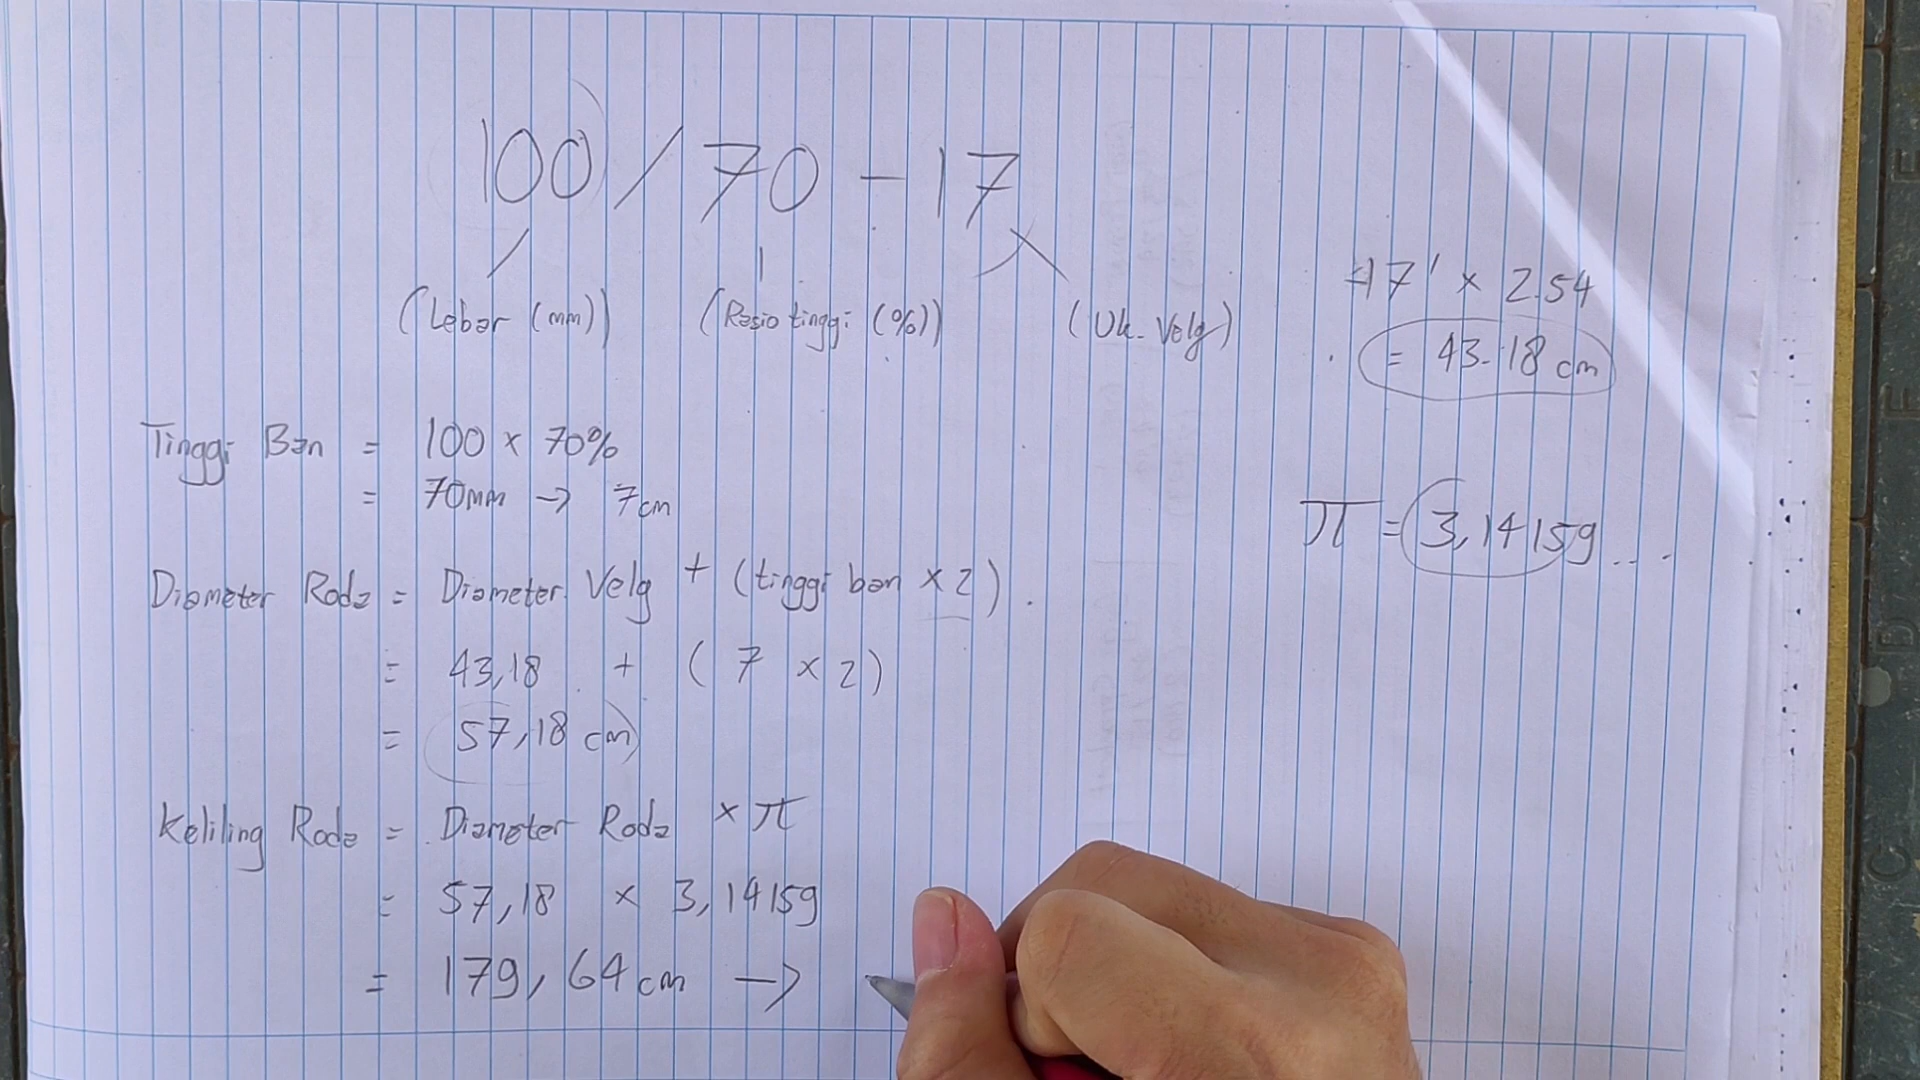 100/70-17
(Lebar (mm)) (Rasio tinggi (%)) (Uk. Velg)
17' x 2.54
= 43.18 cm
Tinggi Ban = 100 x 70%
= 70mm -> 7cm
π = 3,14159...
Diameter Roda = Diameter Velg + (tinggi ban x 2)
= 43,18 + (7 x 2)
= 57,18 cm
Keliling Roda = Diameter Roda x π
= 57,18 x 3,14159
= 179,64 cm ->